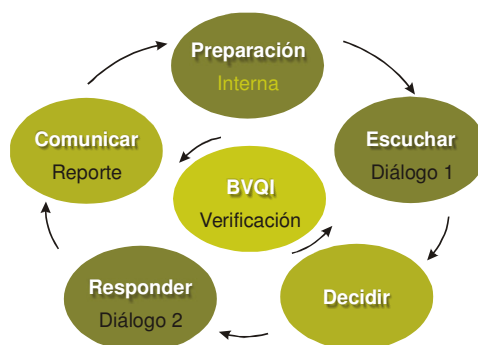 Preparación
Interna
Comunicar
Reporte
Escuchar
Diálogo 1
BVQI
Verificación
Responder
Diálogo 2
Decidir